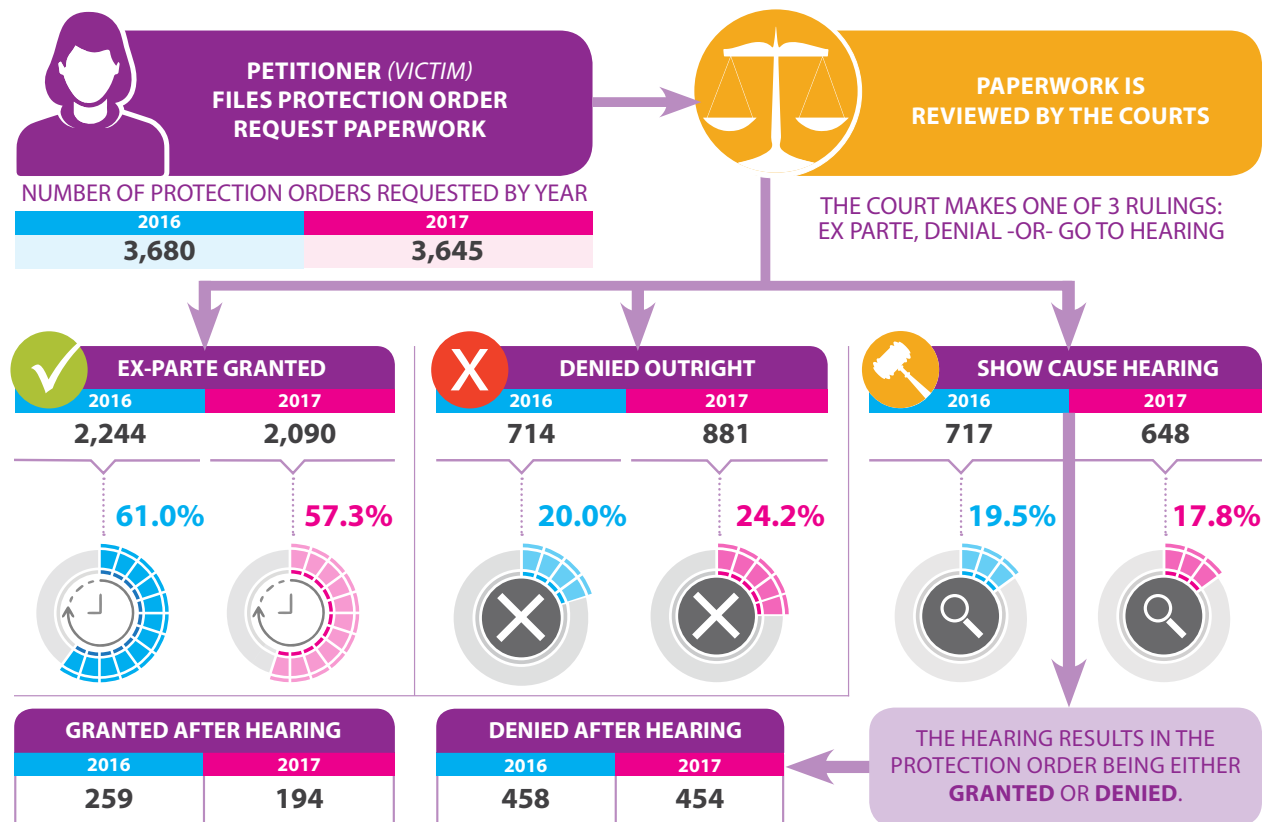 PETITIONER (VICTIM)
FILES PROTECTION ORDER
REQUEST PAPERWORK
PAPERWORK IS
REVIEWED BY THE COURTS
NUMBER OF PROTECTION ORDERS REQUESTED BY YEAR
2016 2017
3,680 3,645
THE COURT MAKES ONE OF 3 RULINGS:
EX PARTE, DENIAL -OR- GO TO HEARING
EX-PARTE GRANTED
2016 2017
2,244 2,090
61.0% 57.3%
X
DENIED OUTRIGHT
2016 2017
714 881
20.0% 24.2%
SHOW CAUSE HEARING
2016 2017
717 648
19.5% 17.8%
GRANTED AFTER HEARING
2016 2017
259 194
DENIED AFTER HEARING
2016 2017
458 454
THE HEARING RESULTS IN THE
PROTECTION ORDER BEING EITHER
GRANTED OR DENIED.